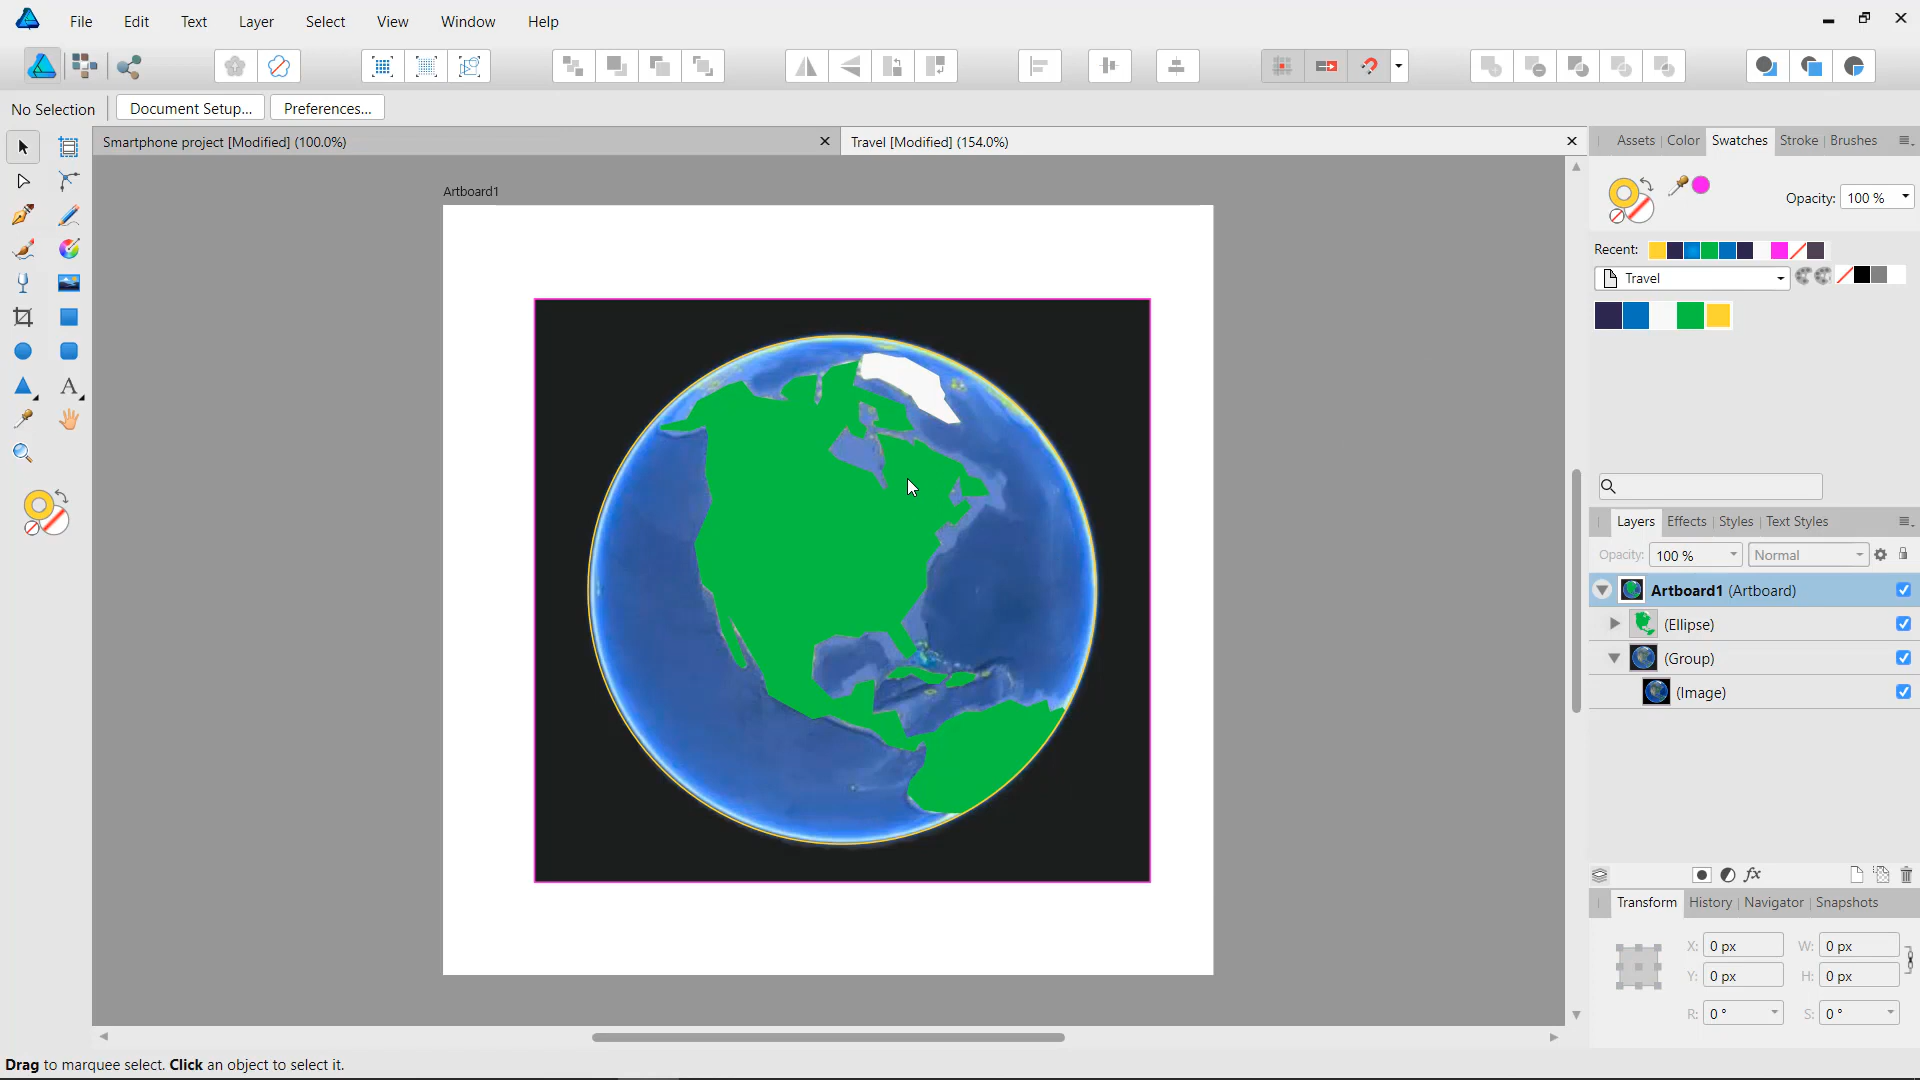 File Edit Text Layer Select View Window Help
No Selection Document Setup... Preferences...
Smartphone project [Modified] (100.0%)
Travel [Modified] (154.0%)
Artboard1
Assets Color Swatches Stroke Brushes
Opacity: 100 %
Recent:
Travel
Layers Effects Styles Text Styles
Opacity: 100 % Normal
Artboard1 (Artboard)
(Ellipse)
(Group)
(Image)
fx
Transform History Navigator Snapshots
X: 0 px W: 0 px
Y: 0 px H: 0 px
R: 0 ° S: 0 °
Drag to marquee select. Click an object to select it.